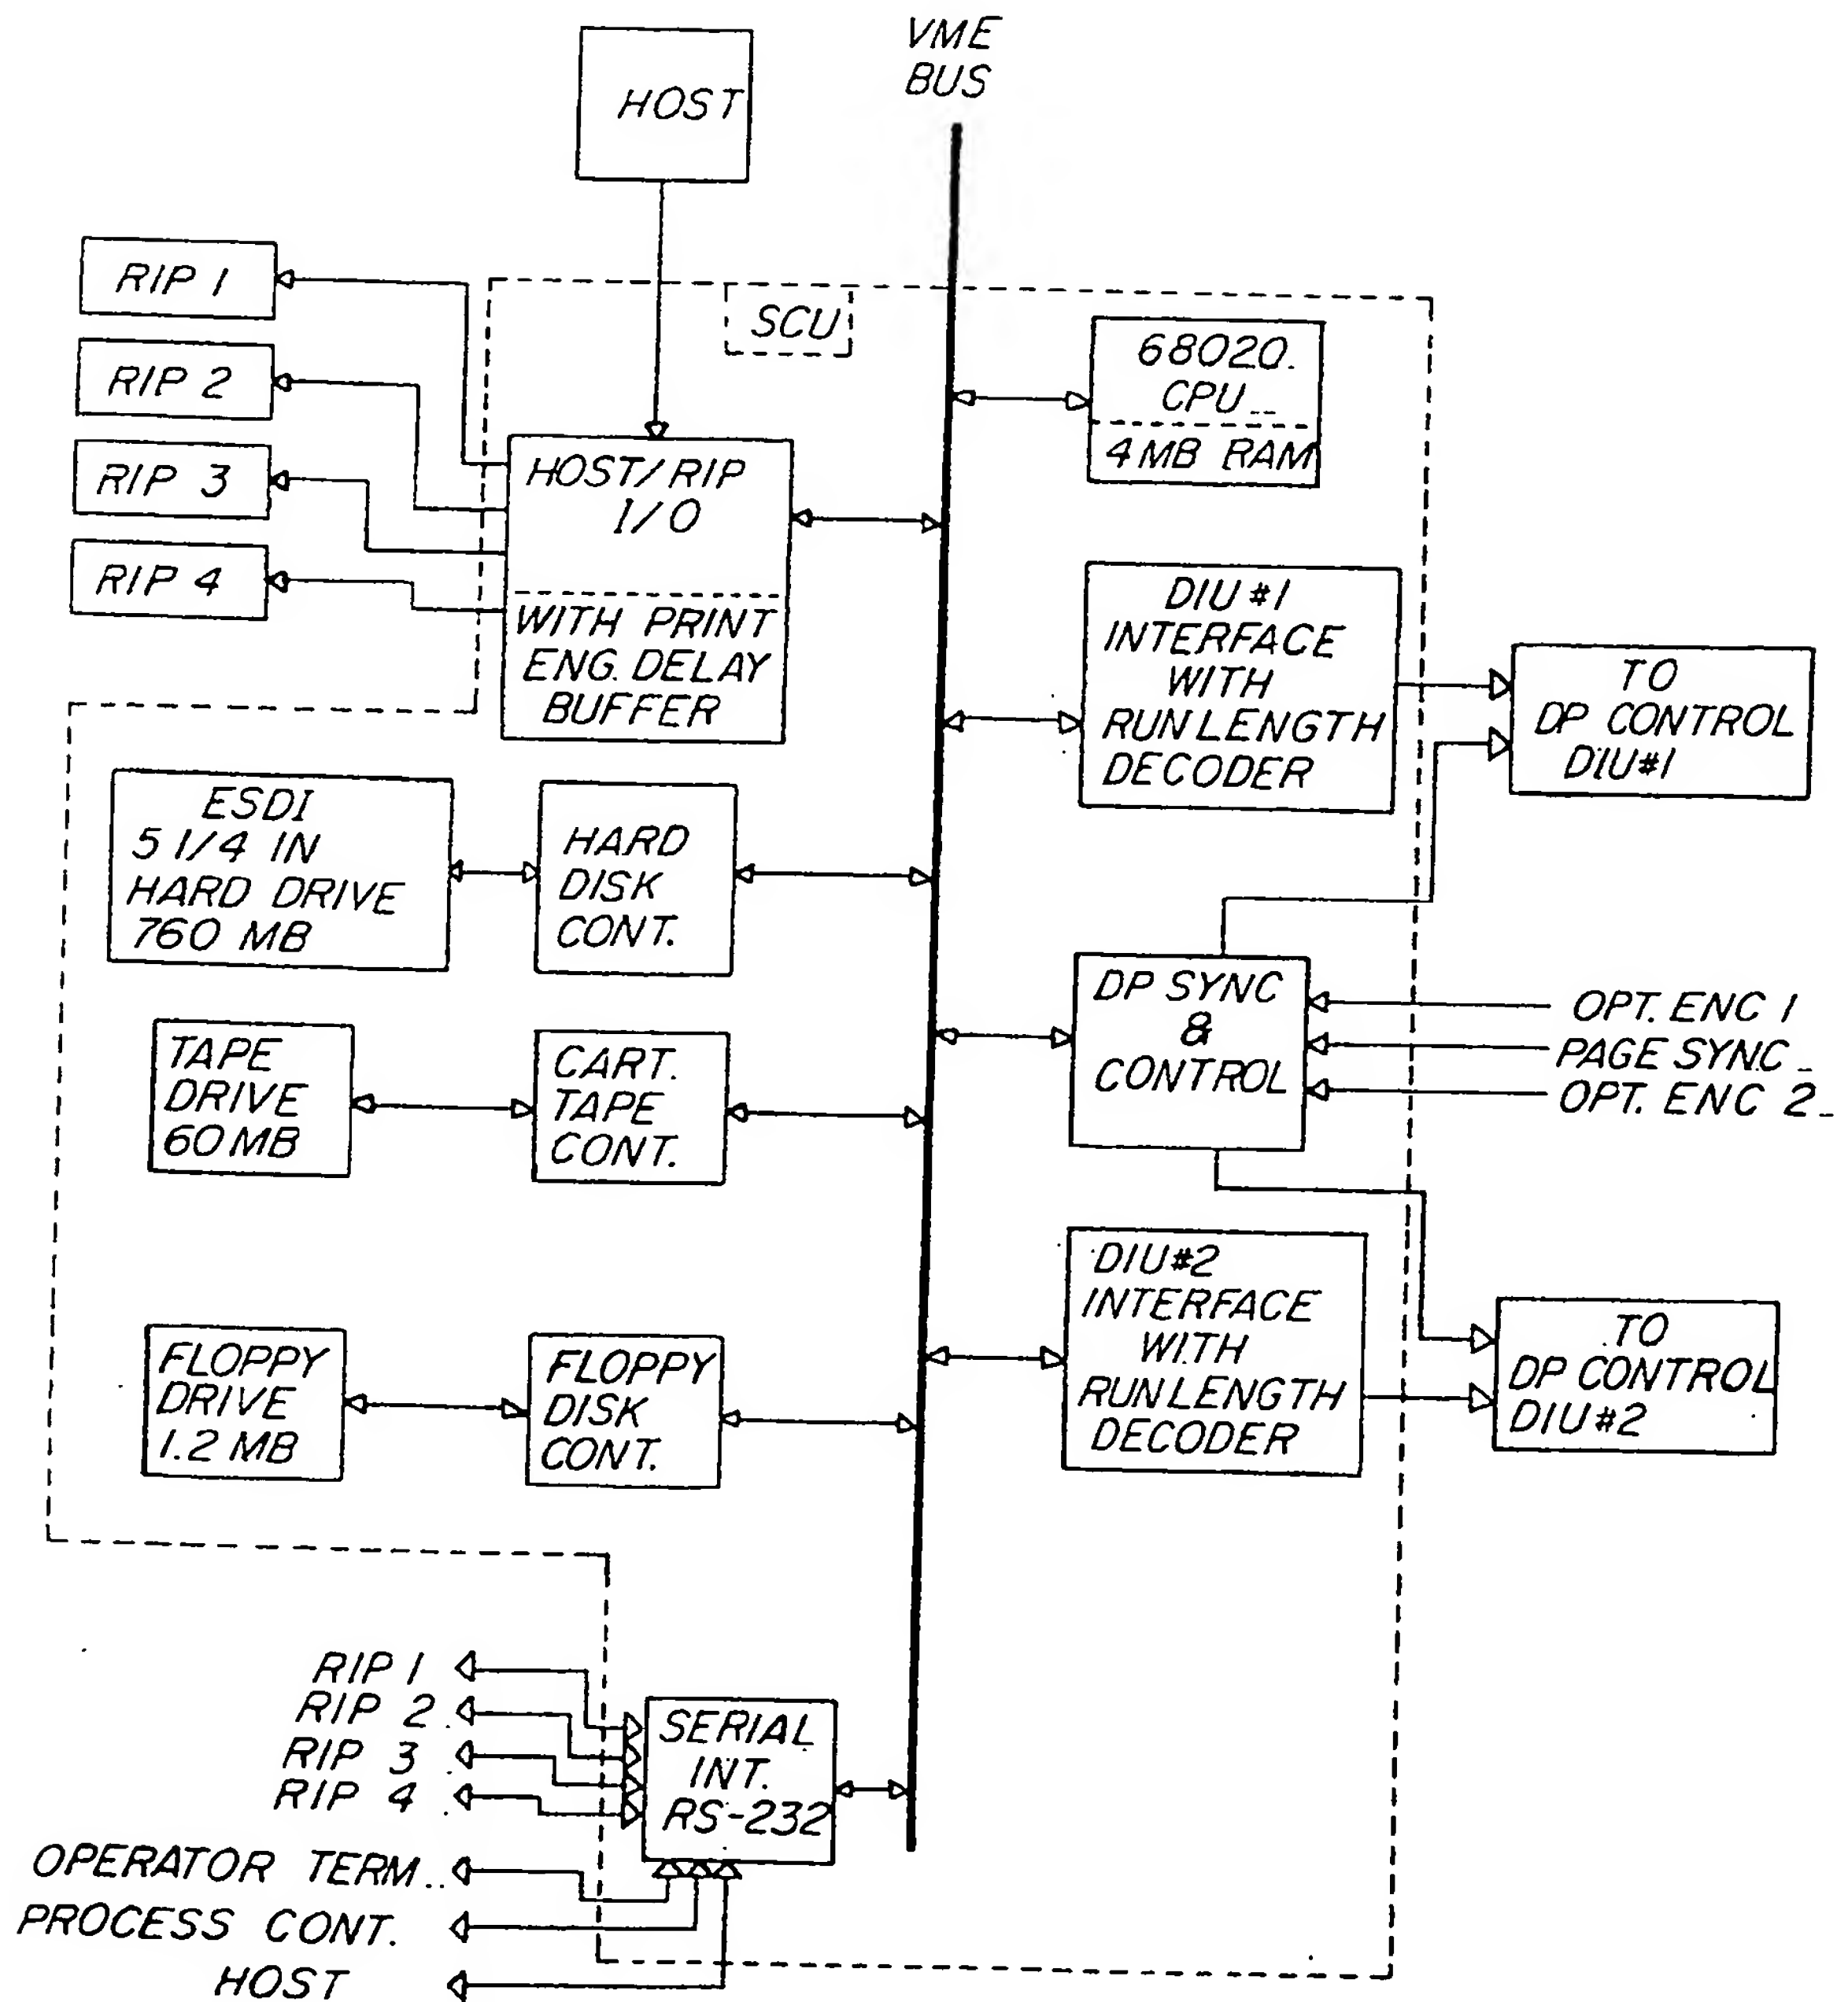 VME
BUS
HOST
RIP 1
RIP 2
RIP 3
RIP 4
SCU
HOST/RIP
I/O
WITH PRINT
ENG. DELAY
BUFFER
68020
CPU
4 MB RAM
DIU #1
INTERFACE
WITH
RUN LENGTH
DECODER
TO
DP CONTROL
DIU #1
ESDI
5 1/4 IN
HARD DRIVE
760 MB
HARD
DISK
CONT.
DP SYNC
&
CONTROL
OPT. ENC 1
PAGE SYNC
OPT. ENC 2
TAPE
DRIVE
60 MB
CART.
TAPE
CONT.
DIU #2
INTERFACE
WITH
RUN LENGTH
DECODER
TO
DP CONTROL
DIU #2
FLOPPY
DRIVE
1.2 MB
FLOPPY
DISK
CONT.
RIP 1
RIP 2
RIP 3
RIP 4
SERIAL
INT.
RS-232
OPERATOR TERM.
PROCESS CONT.
HOST